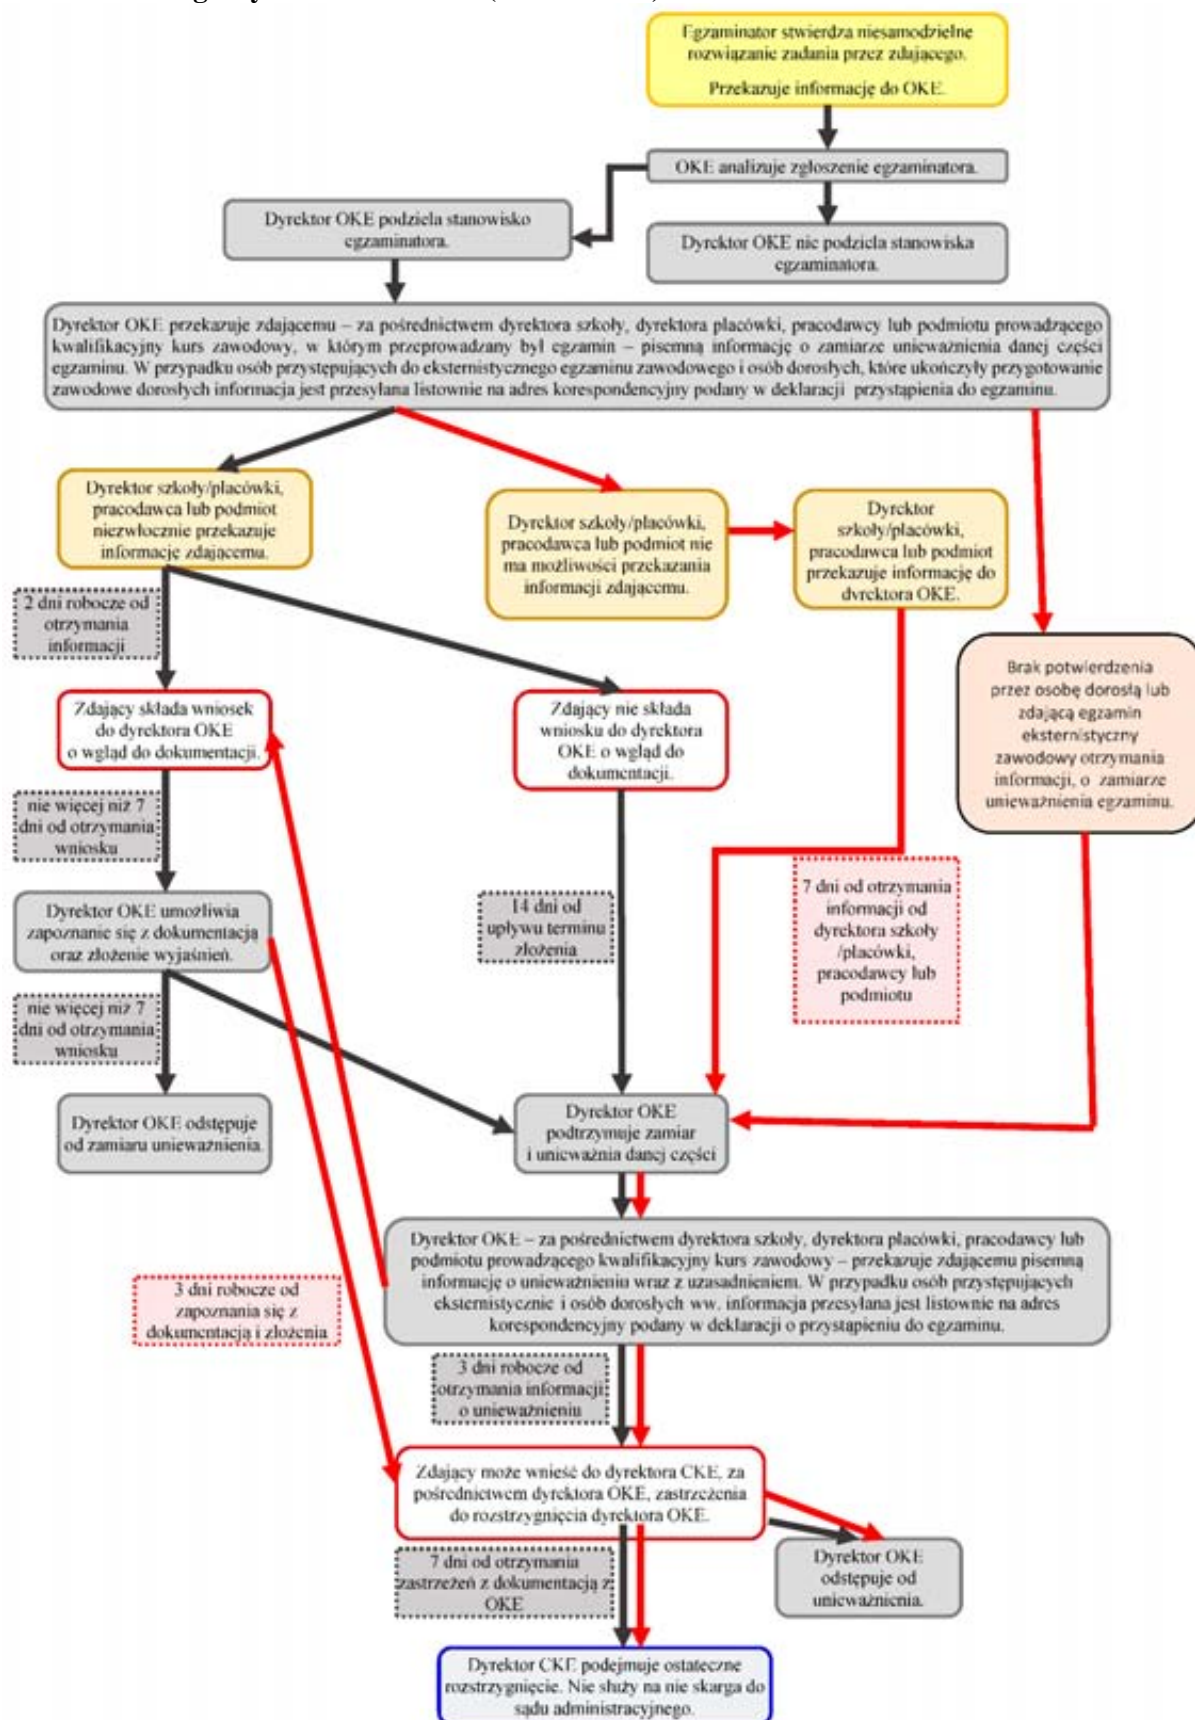 Egzaminator stwierdza niesamodzielne
rozwiązanie zadania przez zdającego.
Przekazuje informację do OKE.
OKE analizuje zgłoszenie egzaminatora.
Dyrektor OKE podziela stanowisko
egzaminatora.
Dyrektor OKE nie podziela stanowiska
egzaminatora.
Dyrektor OKE przekazuje zdającemu – za pośrednictwem dyrektora szkoły, dyrektora placówki, pracodawcy lub podmiotu prowadzącego
kwalifikacyjny kurs zawodowy, w którym przeprowadzany był egzamin – pisemną informację o zamiarze unieważnienia danej części
egzaminu. W przypadku osób przystępujących do eksternistycznego egzaminu zawodowego i osób dorosłych, które ukończyły przygotowanie
zawodowe dorosłych informacja jest przesyłana listownie na adres korespondencyjny podany w deklaracji przystąpienia do egzaminu.
Dyrektor szkoły/placówki,
pracodawca lub podmiot
niezwłocznie przekazuje
informację zdającemu.
Dyrektor szkoły/placówki,
pracodawca lub podmiot nie
ma możliwości przekazania
informacji zdającemu.
Dyrektor
szkoły/placówki,
pracodawca lub podmiot
przekazuje informację do
dyrektora OKE.
2 dni robocze od
otrzymania
informacji
Brak potwierdzenia
przez osobę dorosłą lub
zdającą egzamin
eksternistyczny
zawodowy otrzymania
informacji, o zamiarze
unieważnienia egzaminu.
Zdający składa wniosek
do dyrektora OKE
o wgląd do dokumentacji.
Zdający nie składa
wniosku do dyrektora
OKE o wgląd do
dokumentacji.
nie więcej niż 7
dni od otrzymania
wniosku
7 dni od otrzymania
informacji od
dyrektora szkoły
/placówki,
pracodawcy lub
podmiotu
Dyrektor OKE umożliwia
zapoznanie się z dokumentacją
oraz złożenie wyjaśnień.
14 dni od
upływu terminu
złożenia
nie więcej niż 7
dni od otrzymania
wniosku
Dyrektor OKE odstępuje
od zamiaru unieważnienia.
Dyrektor OKE
podtrzymuje zamiar
i unieważnia danej części
Dyrektor OKE – za pośrednictwem dyrektora szkoły, dyrektora placówki, pracodawcy lub
podmiotu prowadzącego kwalifikacyjny kurs zawodowy – przekazuje zdającemu pisemną
informację o unieważnieniu wraz z uzasadnieniem. W przypadku osób przystępujących
eksternistycznie i osób dorosłych ww. informacja przesyłana jest listownie na adres
korespondencyjny podany w deklaracji o przystąpieniu do egzaminu.
3 dni robocze od
zapoznania się z
dokumentacją i złożenia
3 dni robocze od
otrzymania informacji
o unieważnieniu
Zdający może wnieść do dyrektora CKE, za
pośrednictwem dyrektora OKE, zastrzeżenia
do rozstrzygnięcia dyrektora OKE.
7 dni od otrzymania
zastrzeżeń z dokumentacją z
OKE
Dyrektor OKE
odstępuje od
unieważnienia.
Dyrektor CKE podejmuje ostateczne
rozstrzygnięcie. Nie służy na nie skarga do
sądu administracyjnego.